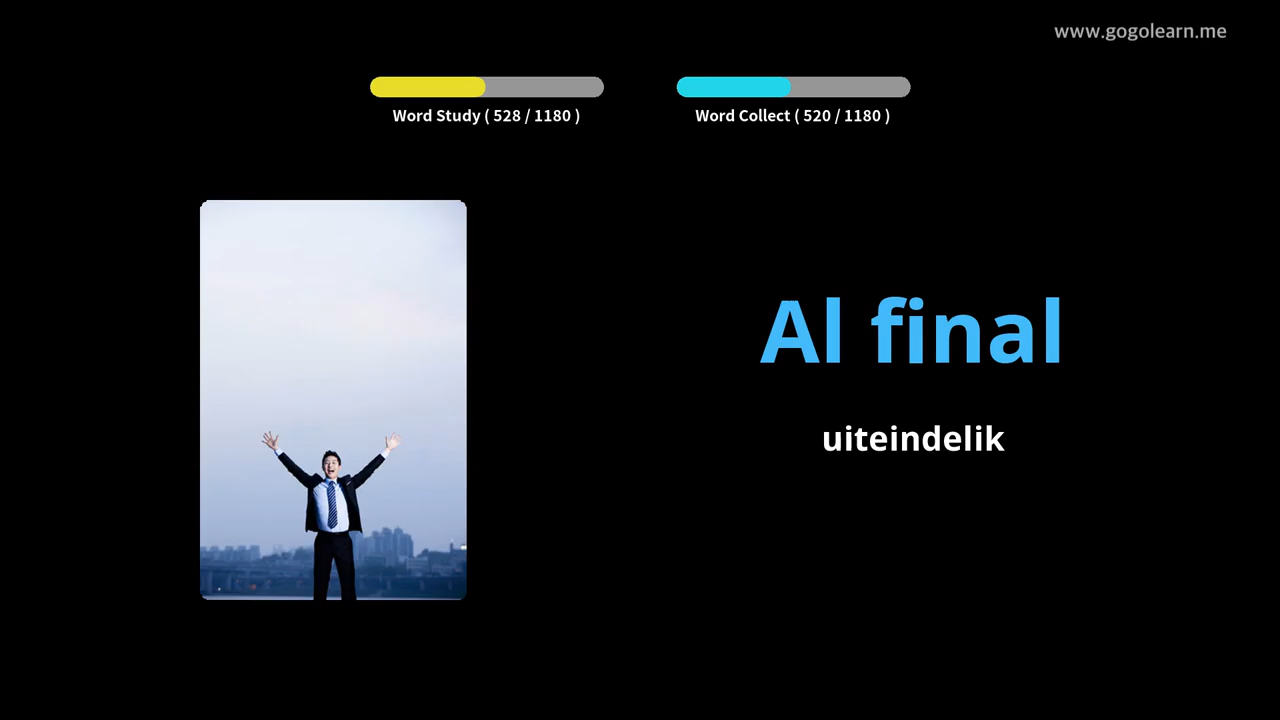 www.gogolearn.me
Word Study ( 528 / 1180 )
Word Collect ( 520 / 1180 )
Al final
uiteindelik